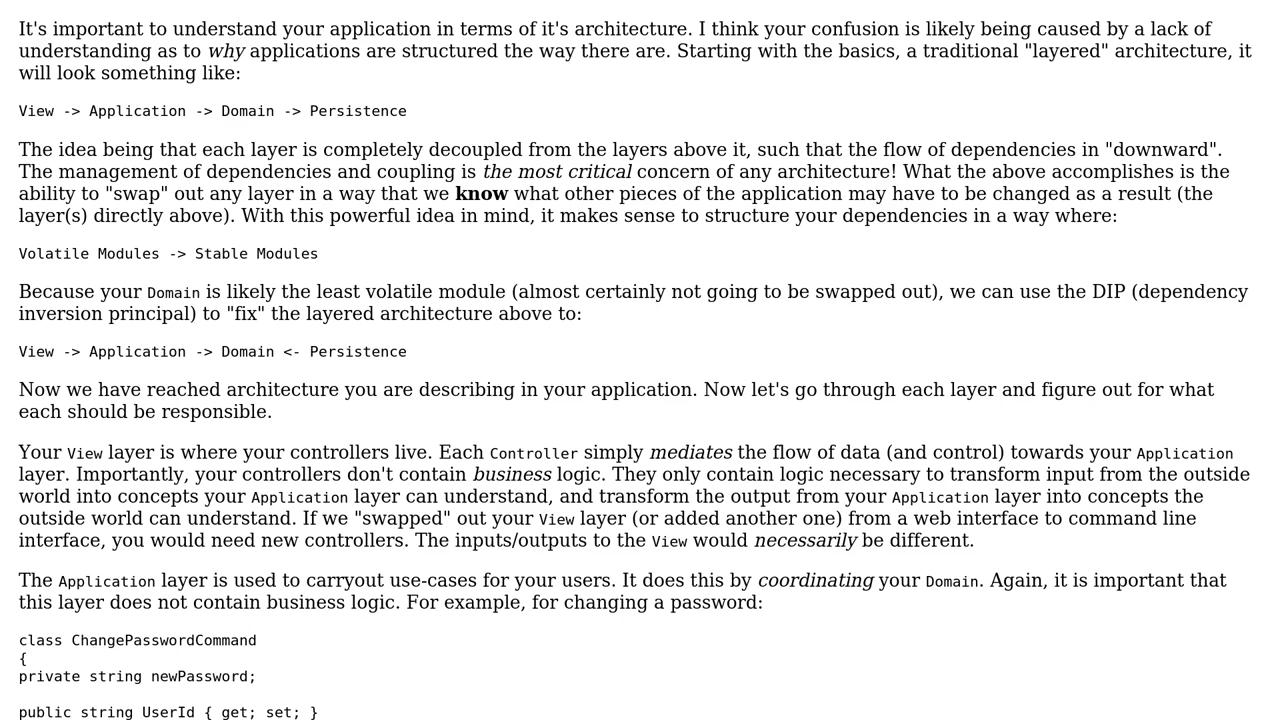 It's important to understand your application in terms of it's architecture. I think your confusion is likely being caused by a lack of
understanding as to why applications are structured the way there are. Starting with the basics, a traditional "layered" architecture, it
will look something like:
View -> Application -> Domain -> Persistence
The idea being that each layer is completely decoupled from the layers above it, such that the flow of dependencies in "downward".
The management of dependencies and coupling is the most critical concern of any architecture! What the above accomplishes is the
ability to "swap" out any layer in a way that we know what other pieces of the application may have to be changed as a result (the
layer(s) directly above). With this powerful idea in mind, it makes sense to structure your dependencies in a way where:
Volatile Modules -> Stable Modules
Because your Domain is likely the least volatile module (almost certainly not going to be swapped out), we can use the DIP (dependency
inversion principal) to "fix" the layered architecture above to:
View -> Application -> Domain <- Persistence
Now we have reached architecture you are describing in your application. Now let's go through each layer and figure out for what
each should be responsible.
Your View layer is where your controllers live. Each Controller simply mediates the flow of data (and control) towards your Application
layer. Importantly, your controllers don't contain business logic. They only contain logic necessary to transform input from the outside
world into concepts your Application layer can understand, and transform the output from your Application layer into concepts the
outside world can understand. If we "swapped" out your View layer (or added another one) from a web interface to command line
interface, you would need new controllers. The inputs/outputs to the View would necessarily be different.
The Application layer is used to carryout use-cases for your users. It does this by coordinating your Domain. Again, it is important that
this layer does not contain business logic. For example, for changing a password:
class ChangePasswordCommand
{
private string newPassword;
public string UserId { get; set; }